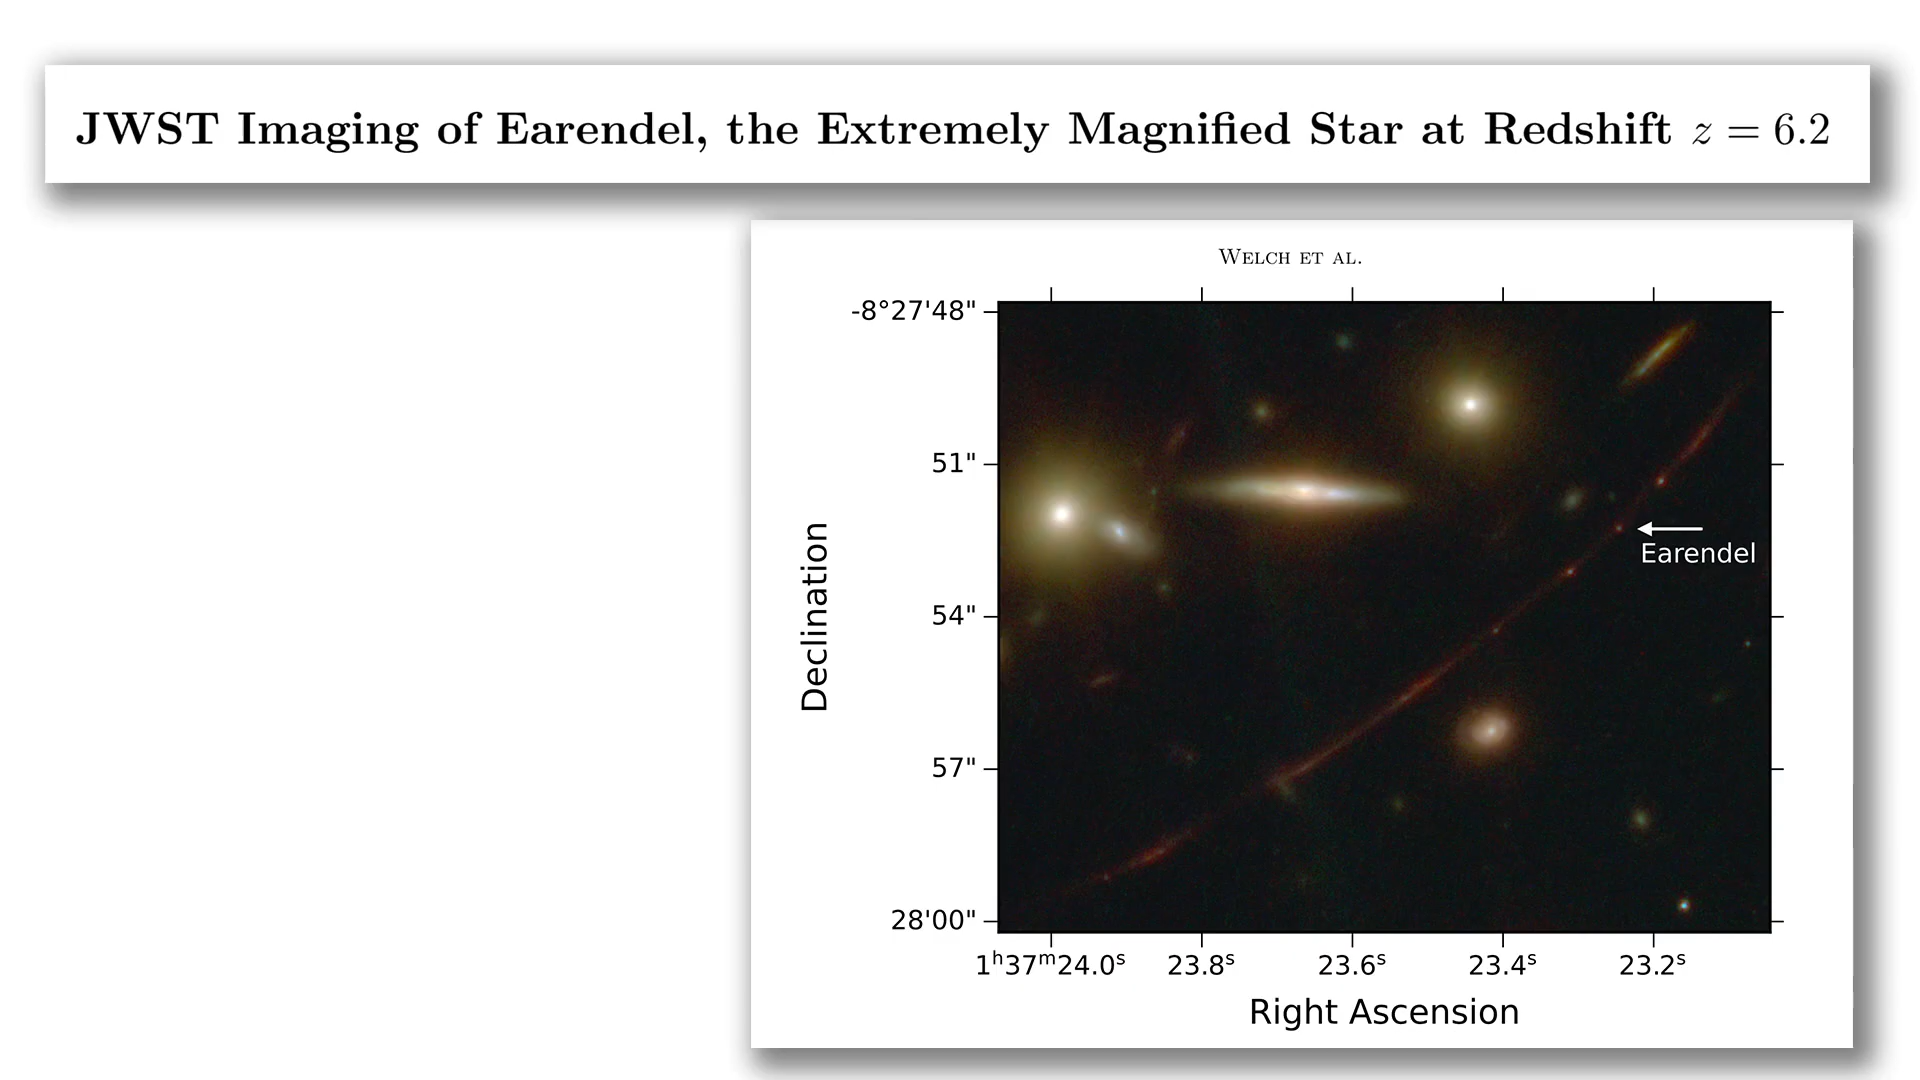 JWST Imaging of Earendel, the Extremely Magnified Star at Redshift z = 6.2
WELCH ET AL.
-8°27'48"
51"
Earendel
54"
57"
28'00"
Declination
1ʰ37ᵐ24.0ˢ 23.8ˢ 23.6ˢ 23.4ˢ 23.2ˢ
Right Ascension